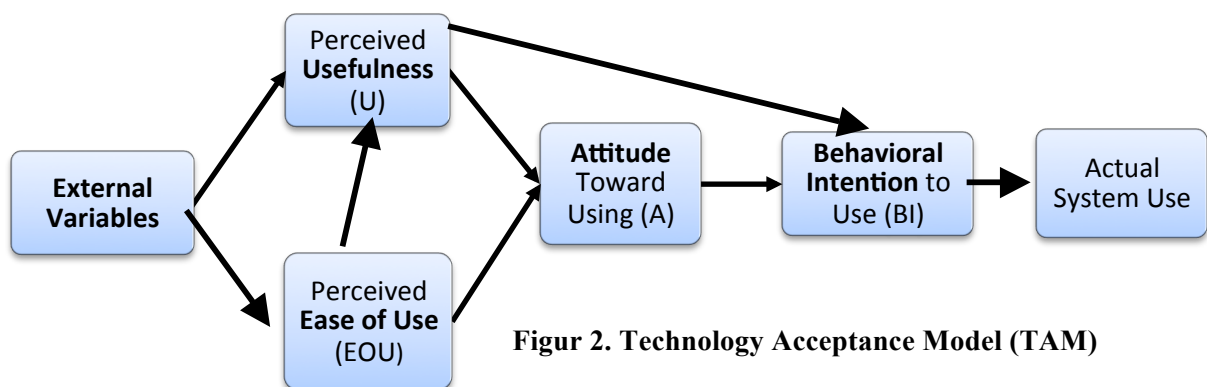 Perceived
Usefulness
(U)
External
Variables
Perceived
Ease of Use
(EOU)
Attitude
Toward
Using (A)
Behavioral
Intention to
Use (BI)
Actual
System Use
Figur 2. Technology Acceptance Model (TAM)